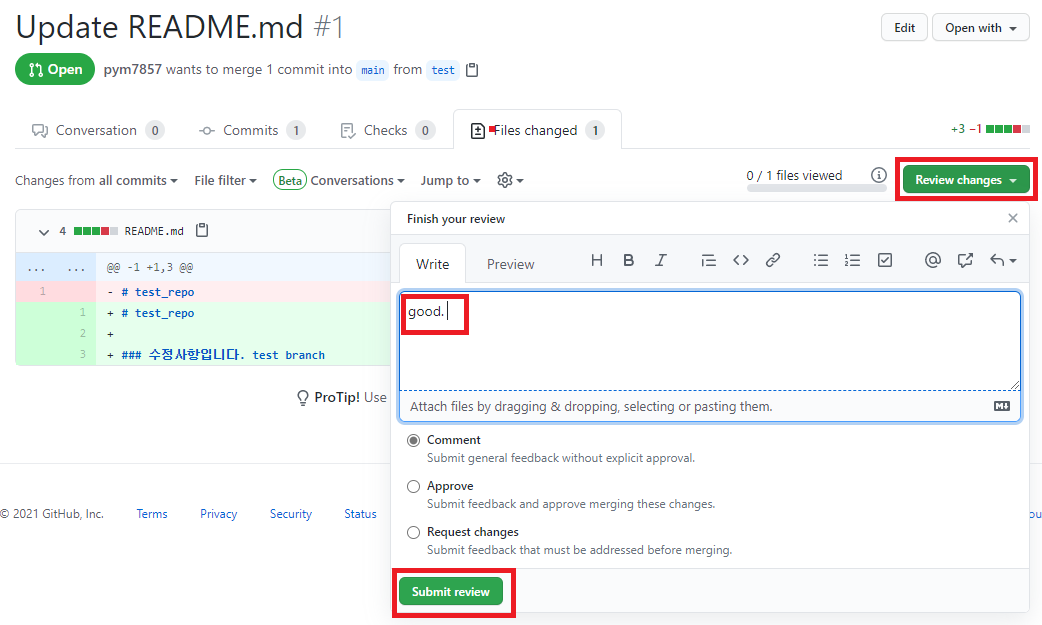 Update README.md #1
Edit
Open with
Open
pym7857 wants to merge 1 commit into main from test
Conversation 0
Commits 1
Checks 0
Files changed 1
+3 −1
Changes from all commits
File filter
Beta Conversations
Jump to
0 / 1 files viewed
Review changes
4 README.md
Finish your review
Write
Preview
... ... @@ -1 +1,3 @@
1 - # test_repo
1 + # test_repo
2 +
3 + ### 수정사항입니다. test branch
good.
Attach files by dragging & dropping, selecting or pasting them.
ProTip! Use
Comment
Submit general feedback without explicit approval.
Approve
Submit feedback and approve merging these changes.
Request changes
Submit feedback that must be addressed before merging.
Submit review
© 2021 GitHub, Inc.
Terms
Privacy
Security
Status